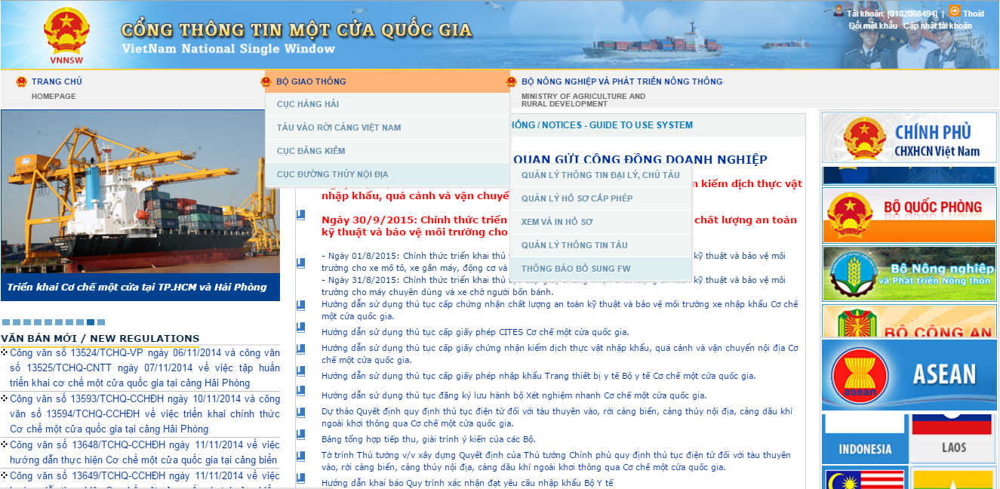 VNNSW
CỔNG THÔNG TIN MỘT CỬA QUỐC GIA
VietNam National Single Window
Tài khoản: [0102068494] | Thoát
Đổi mật khẩu Cập nhật tài khoản
TRANG CHỦ
HOMEPAGE
BỘ GIAO THÔNG
CỤC HÀNG HẢI
TÀU VÀO RỜI CẢNG VIỆT NAM
CỤC ĐĂNG KIỂM
CỤC ĐƯỜNG THỦY NỘI ĐỊA
QUẢN LÝ THÔNG TIN ĐẠI LÝ, CHỦ TÀU
QUẢN LÝ HỒ SƠ CẤP PHÉP
XEM VÀ IN HỒ SƠ
QUẢN LÝ THÔNG TIN TÀU
THÔNG BÁO BỔ SUNG FW
BỘ NÔNG NGHIỆP VÀ PHÁT TRIỂN NÔNG THÔNG
MINISTRY OF AGRICULTURE AND
RURAL DEVELOPMENT
Triển khai Cơ chế một cửa tại TP.HCM và Hải Phòng
VĂN BẢN MỚI / NEW REGULATIONS
Công văn số 13524/TCHQ-VP ngày 06/11/2014 và công văn
số 13525/TCHQ-CNTT ngày 07/11/2014 về việc tập huấn
triển khai cơ chế một cửa quốc gia tại cảng Hải Phòng
Công văn số 13593/TCHQ-CCHĐH ngày 10/11/2014 và công
văn số 13594/TCHQ-CCHĐH về việc triển khai chính thức
Cơ chế một cửa quốc gia tại cảng Hải Phòng
Công văn số 13648/TCHQ-CCHĐH ngày 11/11/2014 về việc
hướng dẫn thực hiện Cơ chế một cửa quốc gia tại cảng biển
Công văn số 13649/TCHQ-CCHĐH ngày 11/11/2014 về việc
HÔNG / NOTICES - GUIDE TO USE SYSTEM
QUAN GỬI CỘNG ĐỒNG DOANH NGHIỆP
n kiểm dịch thực vật
nhập khẩu, quá cảnh và vận chuyể
Ngày 30/9/2015: Chính thức triển chất lượng an toàn
kỹ thuật và bảo vệ môi trường cho
- Ngày 01/8/2015: Chính thức triển khai thủ kỹ thuật và bảo vệ môi
trường cho xe mô tô, xe gắn máy, động cơ và
- Ngày 31/8/2015: Chính thức triển khai thủ kỹ thuật và bảo vệ môi
trường cho máy chuyên dùng và xe chở người bốn bánh.
Hướng dẫn sử dụng thủ tục cấp chứng nhận chất lượng an toàn kỹ thuật và bảo vệ môi trường xe nhập khẩu Cơ chế
một cửa quốc gia.
Hướng dẫn sử dụng thủ tục cấp giấy phép CITES Cơ chế một cửa quốc gia.
Hướng dẫn sử dụng thủ tục cấp giấy chứng nhận kiểm dịch thực vật nhập khẩu, quá cảnh và vận chuyển nội địa Cơ
chế một cửa quốc gia.
Hướng dẫn sử dụng thủ tục cấp giấy phép nhập khẩu Trang thiết bị y tế Bộ y tế Cơ chế một cửa quốc gia.
Hướng dẫn sử dụng thủ tục đăng ký lưu hành bộ Xét nghiệm nhanh Cơ chế một cửa quốc gia.
Dự thảo Quyết định quy định thủ tục điện tử đối với tàu thuyền vào, rời cảng biển, cảng thủy nội địa, cảng dầu khí
ngoài khơi thông qua Cơ chế một cửa quốc gia.
Bảng tổng hợp tiếp thu, giải trình ý kiến của các Bộ.
Tờ trình Thủ tướng v/v xây dựng Quyết định của Thủ tướng Chính phủ quy định thủ tục điện tử đối với tàu thuyền
vào, rời cảng biển, cảng thủy nội địa, cảng dầu khí ngoài khơi thông qua Cơ chế một cửa quốc gia.
Hướng dẫn khai báo Quy trình xác nhận đạt yêu cầu nhập khẩu Bộ Y tế
CHÍNH PHỦ
CHXHCN Việt Nam
BỘ QUỐC PHÒNG
Bộ Nông nghiệp
và Phát triển Nông thôn
BỘ CÔNG AN
asean
ASEAN
INDONESIA
LAOS